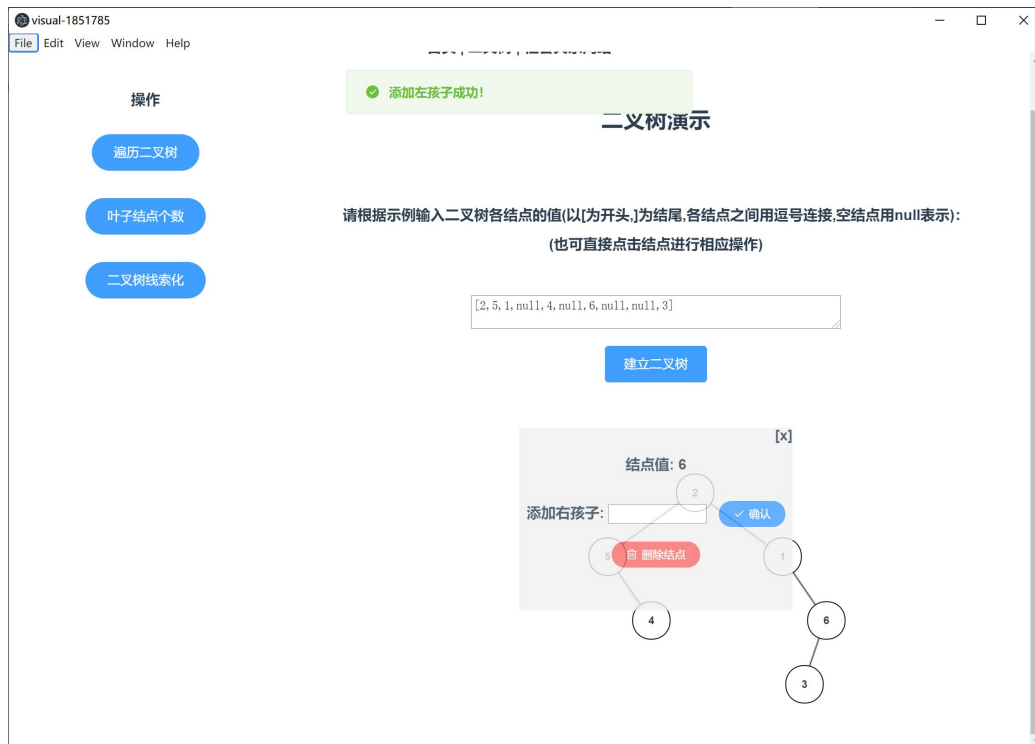 visual-1851785
File Edit View Window Help
添加左孩子成功!
操作
二叉树演示
遍历二叉树
叶子结点个数
二叉树线索化
请根据示例输入二叉树各结点的值(以[为开头,]为结尾,各结点之间用逗号连接,空结点用null表示):
(也可直接点击结点进行相应操作)
[2,5,1,null,4,null,6,null,null,3]
建立二叉树
[x]
结点值: 6
2
添加右孩子:
确认
5
删除结点
1
4
6
3